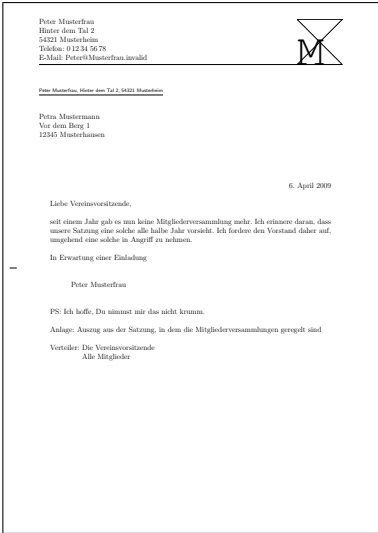 Peter Musterfrau
Hinter dem Tal 2
54321 Musterheim
Telefon: 0 12 34 56 78
E-Mail: Peter@Musterfrau.invalid
M
Peter Musterfrau, Hinter dem Tal 2, 54321 Musterheim
Petra Mustermann
Vor dem Berg 1
12345 Musterhausen
6. April 2009
Liebe Vereinsvorsitzende,
seit einem Jahr gab es nun keine Mitgliederversammlung mehr. Ich erinnere daran, dass
unsere Satzung eine solche alle halbe Jahr vorsieht. Ich fordere den Vorstand daher auf,
umgehend eine solche in Angriff zu nehmen.
In Erwartung einer Einladung
Peter Musterfrau
PS: Ich hoffe, Du nimmst mir das nicht krumm.
Anlage: Auszug aus der Satzung, in dem die Mitgliederversammlungen geregelt sind
Verteiler: Die Vereinsvorsitzende
Alle Mitglieder